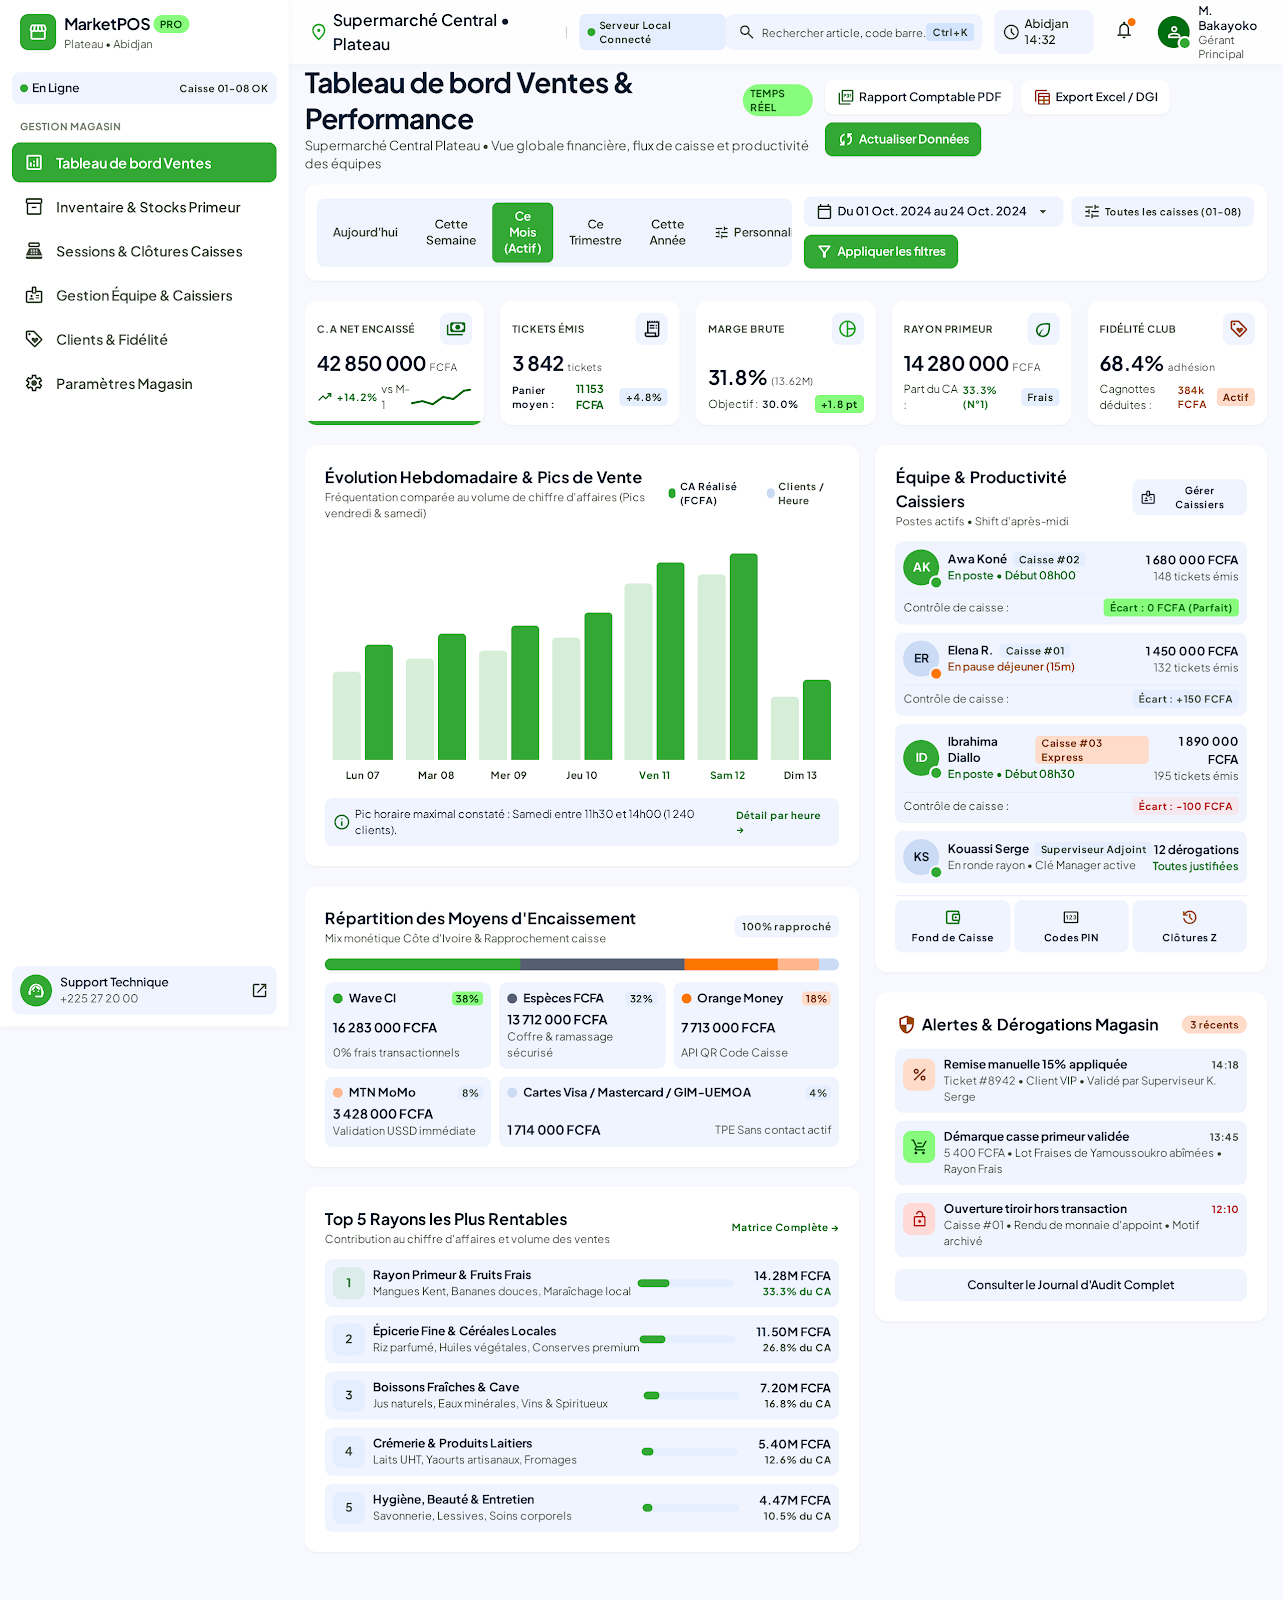 MarketPOS PRO
Plateau • Abidjan
En Ligne
Caisse 01-08 OK
GESTION MAGASIN
Tableau de bord Ventes
Inventaire & Stocks Primeur
Sessions & Clôtures Caisses
Gestion Équipe & Caissiers
Clients & Fidélité
Paramètres Magasin
Support Technique
+225 27 20 00
Supermarché Central •
Plateau
Serveur Local
Connecté
Rechercher article, code barre.
Ctrl+K
Abidjan
14:32
M.
Bakayoko
Gérant
Principal
Tableau de bord Ventes &
Performance
TEMPS
RÉEL
Supermarché Central Plateau • Vue globale financière, flux de caisse et productivité
des équipes
Rapport Comptable PDF
Export Excel / DGI
Actualiser Données
Aujourd'hui
Cette
Semaine
Ce
Mois
(Actif)
Ce
Trimestre
Cette
Année
Personnal
Du 01 Oct. 2024 au 24 Oct. 2024
Toutes les caisses (01-08)
Appliquer les filtres
C.A NET ENCAISSÉ
42 850 000 FCFA
+14.2%
vs M-
1
TICKETS ÉMIS
3 842 tickets
Panier
moyen :
11 153
FCFA
+4.8%
MARGE BRUTE
31.8% (13.62M)
Objectif : 30.0%
+1.8 pt
RAYON PRIMEUR
14 280 000 FCFA
Part du CA
:
33.3%
(N°1)
Frais
FIDÉLITÉ CLUB
68.4% adhésion
Cagnottes
déduites :
384k
FCFA
Actif
Évolution Hebdomadaire & Pics de Vente
Fréquentation comparée au volume de chiffre d'affaires (Pics
vendredi & samedi)
CA Réalisé
(FCFA)
Clients /
Heure
Lun 07
Mar 08
Mer 09
Jeu 10
Ven 11
Sam 12
Dim 13
Pic horaire maximal constaté : Samedi entre 11h30 et 14h00 (1 240
clients).
Détail par heure
→
Répartition des Moyens d'Encaissement
Mix monétique Côte d'Ivoire & Rapprochement caisse
100% rapproché
Wave CI
38%
16 283 000 FCFA
0% frais transactionnels
Espèces FCFA
32%
13 712 000 FCFA
Coffre & ramassage
sécurisé
Orange Money
18%
7 713 000 FCFA
API QR Code Caisse
MTN MoMo
8%
3 428 000 FCFA
Validation USSD immédiate
Cartes Visa / Mastercard / GIM-UEMOA
4%
1 714 000 FCFA
TPE Sans contact actif
Top 5 Rayons les Plus Rentables
Contribution au chiffre d'affaires et volume des ventes
Matrice Complète →
1
Rayon Primeur & Fruits Frais
Mangues Kent, Bananes douces, Maraîchage local
14.28M FCFA
33.3% du CA
2
Épicerie Fine & Céréales Locales
Riz parfumé, Huiles végétales, Conserves premium
11.50M FCFA
26.8% du CA
3
Boissons Fraîches & Cave
Jus naturels, Eaux minérales, Vins & Spiritueux
7.20M FCFA
16.8% du CA
4
Crémerie & Produits Laitiers
Laits UHT, Yaourts artisanaux, Fromages
5.40M FCFA
12.6% du CA
5
Hygiène, Beauté & Entretien
Savonnerie, Lessives, Soins corporels
4.47M FCFA
10.5% du CA
Équipe & Productivité
Caissiers
Postes actifs • Shift d'après-midi
Gérer
Caissiers
AK
Awa Koné
Caisse #02
En poste • Début 08h00
1 680 000 FCFA
148 tickets émis
Contrôle de caisse :
Écart : 0 FCFA (Parfait)
ER
Elena R.
Caisse #01
En pause déjeuner (15m)
1 450 000 FCFA
132 tickets émis
Contrôle de caisse :
Écart : +150 FCFA
ID
Ibrahima
Diallo
Caisse #03
Express
En poste • Début 08h30
1 890 000
FCFA
195 tickets émis
Contrôle de caisse :
Écart : -100 FCFA
KS
Kouassi Serge
Superviseur Adjoint
En ronde rayon • Clé Manager active
12 dérogations
Toutes justifiées
Fond de Caisse
123
Codes PIN
Clôtures Z
Alertes & Dérogations Magasin
3 récents
Remise manuelle 15% appliquée
14:18
Ticket #8942 • Client VIP • Validé par Superviseur K.
Serge
Démarque casse primeur validée
13:45
5 400 FCFA • Lot Fraises de Yamoussoukro abîmées •
Rayon Frais
Ouverture tiroir hors transaction
12:10
Caisse #01 • Rendu de monnaie d'appoint • Motif
archivé
Consulter le Journal d'Audit Complet